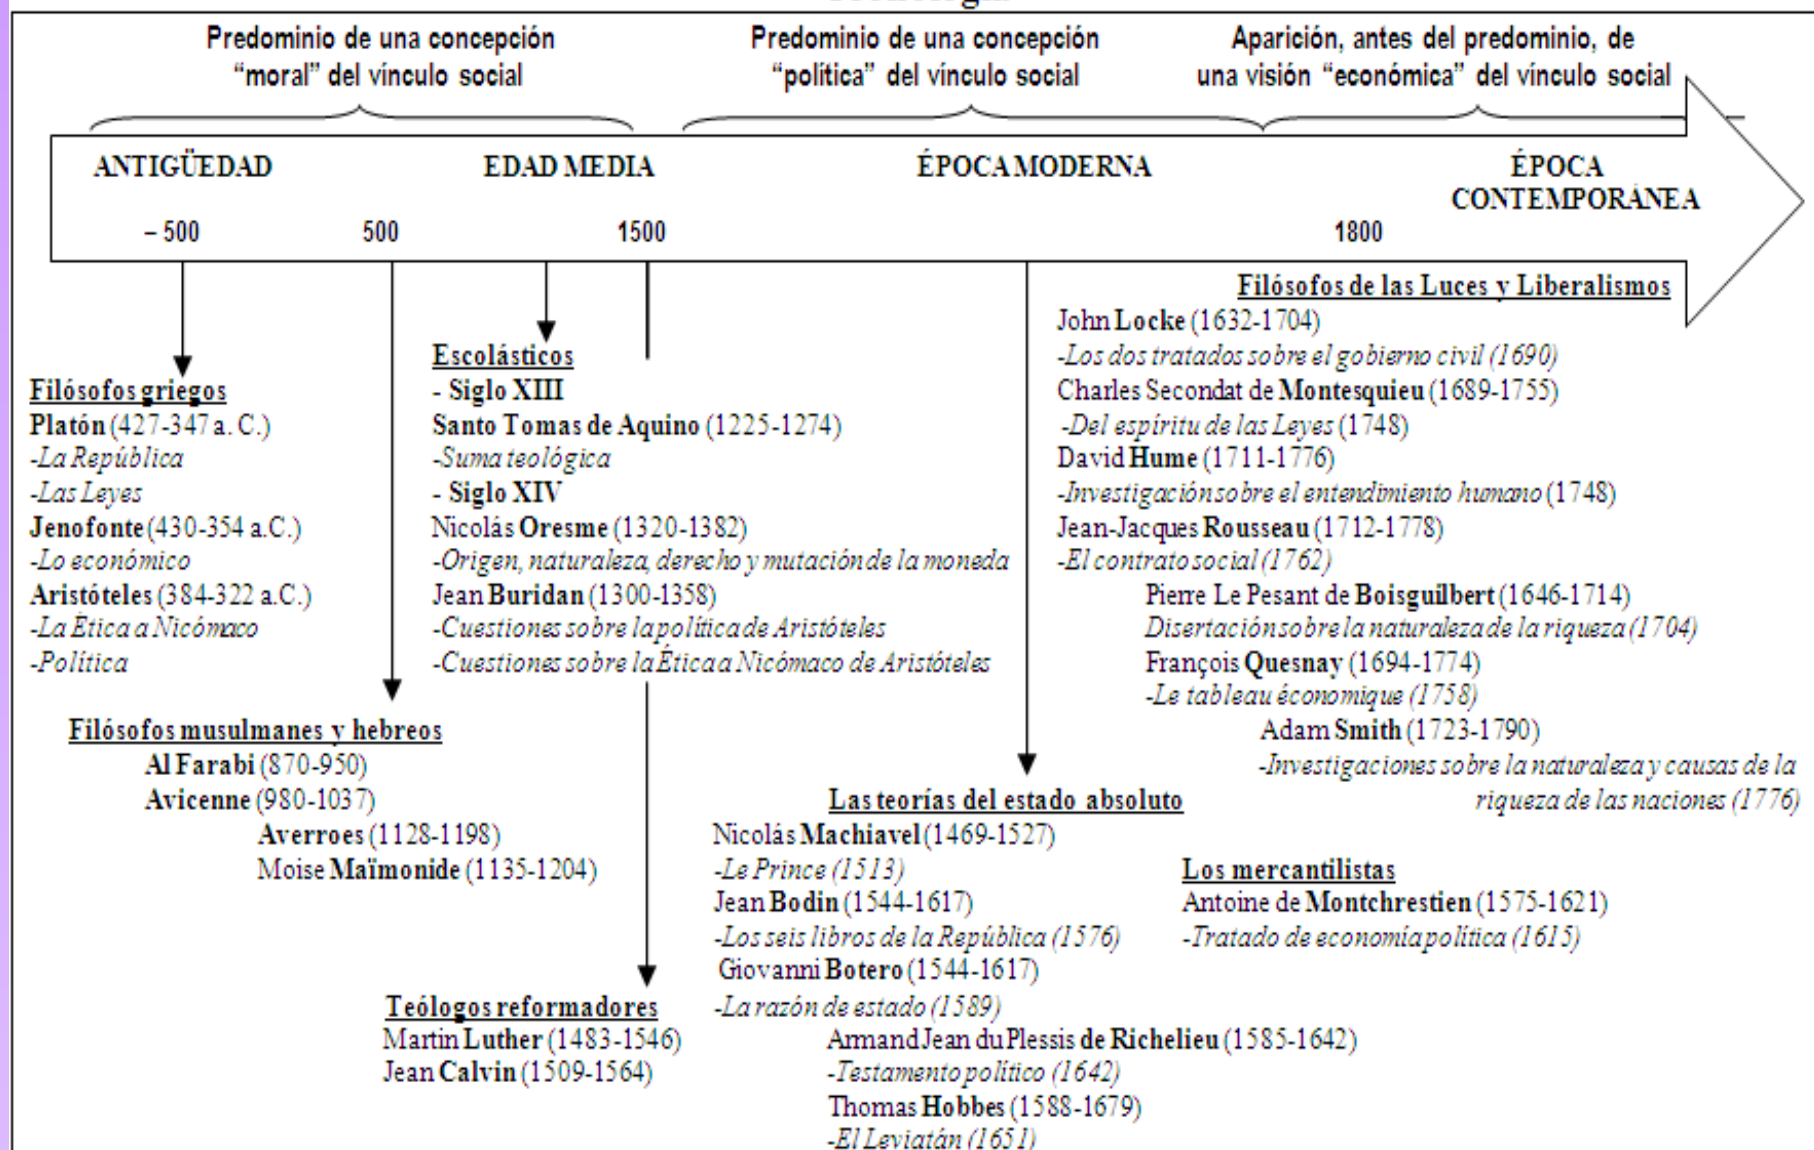 Predominio de una concepción
“moral” del vínculo social
Predominio de una concepción
“política” del vínculo social
Aparición, antes del predominio, de
una visión “económica” del vínculo social
ANTIGÜEDAD
EDAD MEDIA
ÉPOCA MODERNA
ÉPOCA
CONTEMPORÁNEA
– 500
500
1500
1800
Filósofos griegos
Platón (427-347 a. C.)
-La República
-Las Leyes
Jenofonte (430-354 a.C.)
-Lo económico
Aristóteles (384-322 a.C.)
-La Ética a Nicómaco
-Política
Filósofos musulmanes y hebreos
Al Farabi (870-950)
Avicenne (980-1037)
Averroes (1128-1198)
Moise Maïmonide (1135-1204)
Escolásticos
- Siglo XIII
Santo Tomas de Aquino (1225-1274)
-Suma teológica
- Siglo XIV
Nicolás Oresme (1320-1382)
-Origen, naturaleza, derecho y mutación de la moneda
Jean Buridan (1300-1358)
-Cuestiones sobre la política de Aristóteles
-Cuestiones sobre la Ética a Nicómaco de Aristóteles
Teólogos reformadores
Martin Luther (1483-1546)
Jean Calvin (1509-1564)
Las teorías del estado absoluto
Nicolás Machiavel (1469-1527)
-Le Prince (1513)
Jean Bodin (1544-1617)
-Los seis libros de la República (1576)
Giovanni Botero (1544-1617)
-La razón de estado (1589)
Armand Jean du Plessis de Richelieu (1585-1642)
-Testamento político (1642)
Thomas Hobbes (1588-1679)
-El Leviatán (1651)
Filósofos de las Luces y Liberalismos
John Locke (1632-1704)
-Los dos tratados sobre el gobierno civil (1690)
Charles Secondat de Montesquieu (1689-1755)
-Del espíritu de las Leyes (1748)
David Hume (1711-1776)
-Investigación sobre el entendimiento humano (1748)
Jean-Jacques Rousseau (1712-1778)
-El contrato social (1762)
Pierre Le Pesant de Boisguilbert (1646-1714)
Disertación sobre la naturaleza de la riqueza (1704)
François Quesnay (1694-1774)
-Le tableau économique (1758)
Adam Smith (1723-1790)
-Investigaciones sobre la naturaleza y causas de la
riqueza de las naciones (1776)
Los mercantilistas
Antoine de Montchrestien (1575-1621)
-Tratado de economía política (1615)